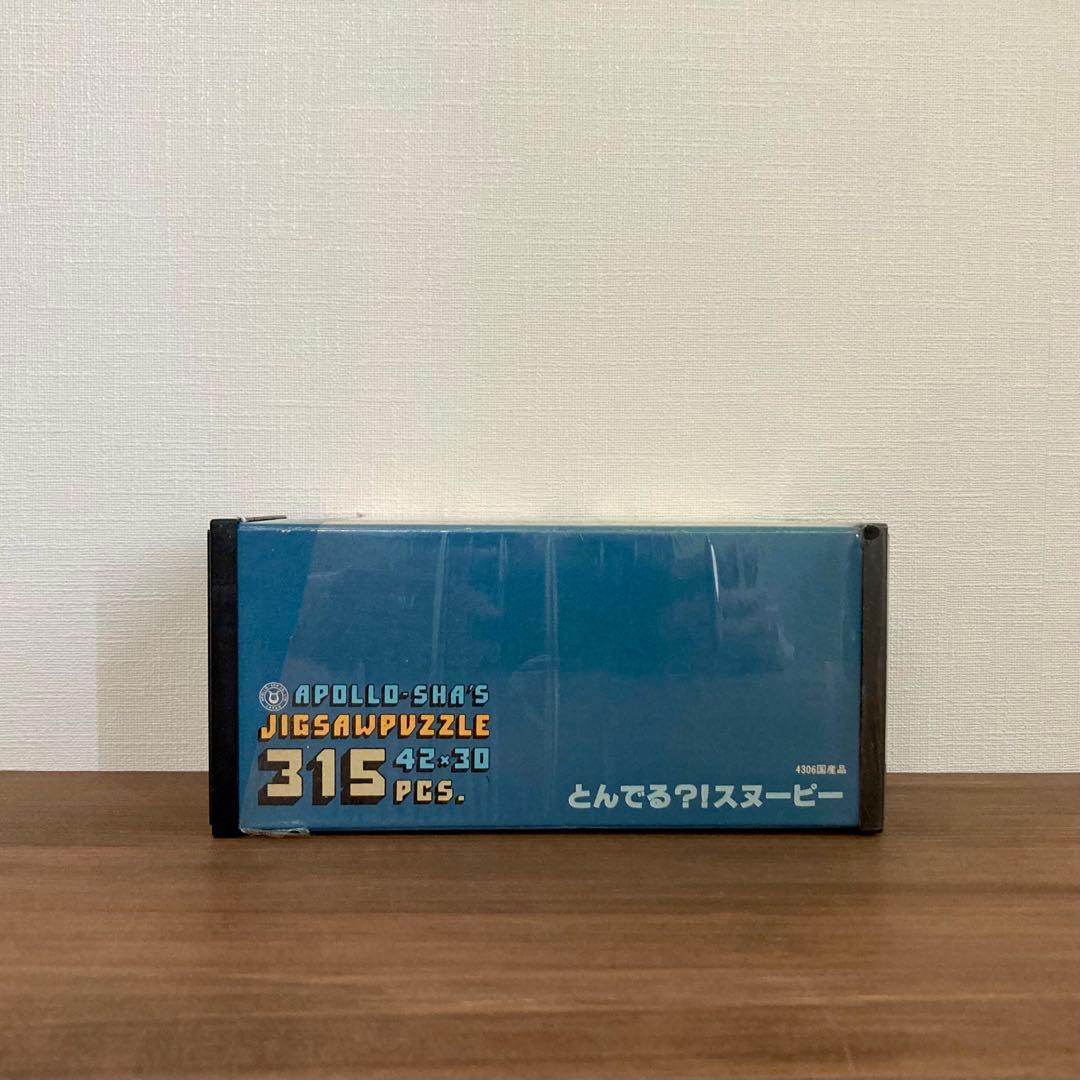 APOLLO-SHA'S
JIGSAWPUZZLE
315 PCS. 42×30
4306国産品
とんでる?!スヌーピー